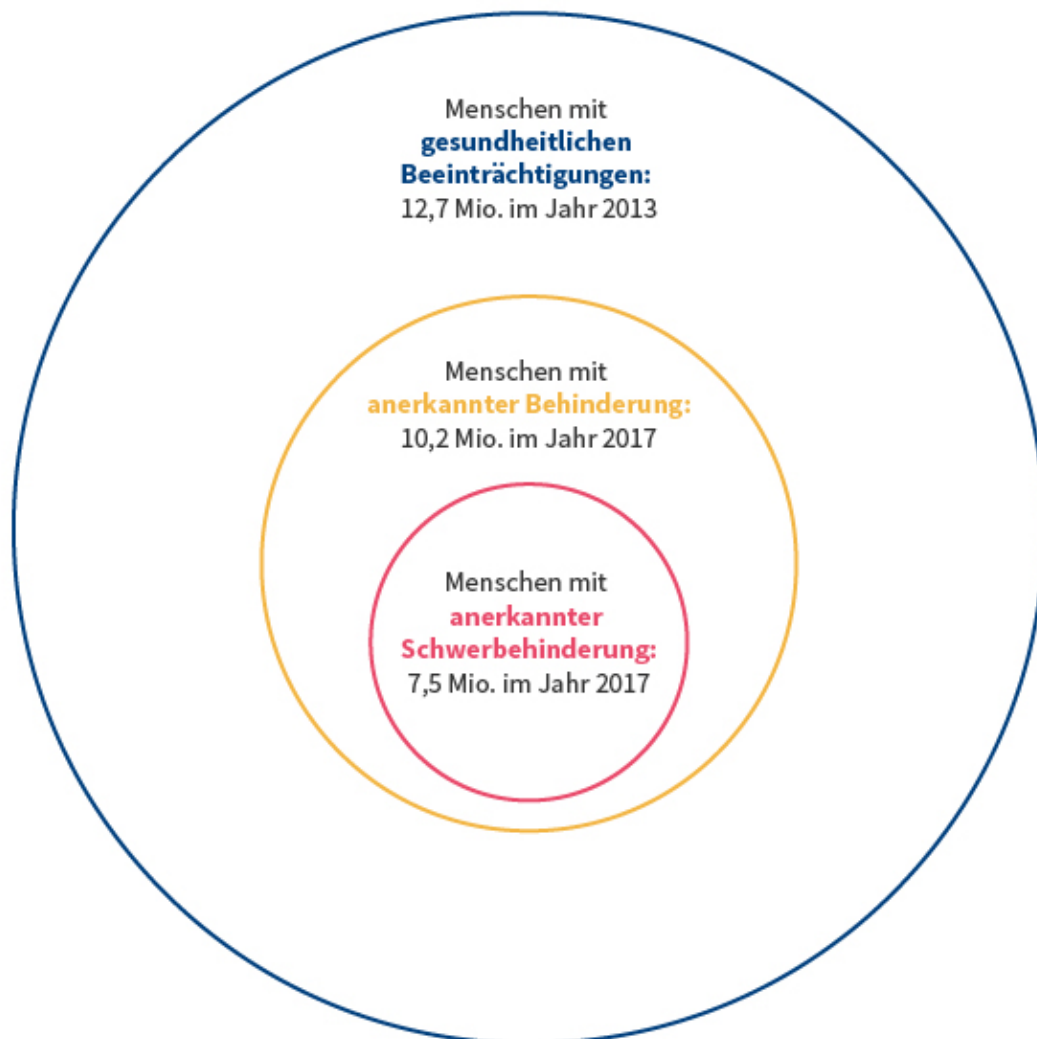 Menschen mit
gesundheitlichen
Beeinträchtigungen:
12,7 Mio. im Jahr 2013
Menschen mit
anerkannter Behinderung:
10,2 Mio. im Jahr 2017
Menschen mit
anerkannter
Schwerbehinderung:
7,5 Mio. im Jahr 2017